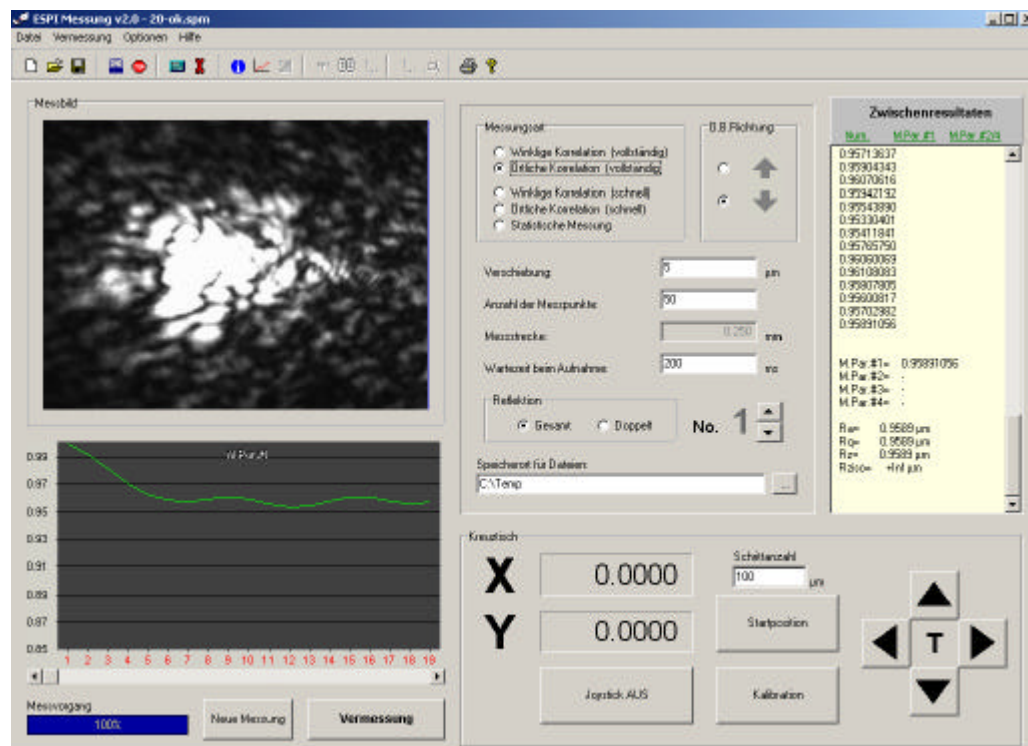 ESPI Messung v2.0 - 20-ok.spm
Datei Vermessung Optionen Hilfe
Messbild
Messungsart
Winklige Korrelation (vollständig)
Örtliche Korrelation (vollständig)
Winklige Korrelation (schnell)
Örtliche Korrelation (schnell)
Statistische Messung
O.B.Richtung
Verschiebung: 5 µm
Anzahl der Messpunkte: 50
Messstrecke: 0.250 mm
Wartezeit beim Aufnahme: 200 ms
Reflektion
Gesamt Doppelt
No. 1
Speicherort für Dateien:
C:\Temp
...
Zwischenresultaten
Num. M.Par.#1 M.Par.#2/4
0.95713637
0.95904343
0.96070616
0.95942192
0.95543890
0.95330401
0.95411841
0.95765750
0.96060069
0.96108083
0.95807805
0.95600817
0.95702982
0.95891056
M.Par.#1= 0.95891056
M.Par.#2= -
M.Par.#3= -
M.Par.#4= -
Ra= 0.9589 µm
Rq= 0.9589 µm
Rz= 0.9589 µm
Rziso= +Inf µm
0.99
0.97
0.95
0.93
0.91
0.89
0.87
0.85
1 2 3 4 5 6 7 8 9 10 11 12 13 14 15 16 17 18 19
Messvorgang
100%
Neue Messung
Vermessung
Kreuztisch
X 0.0000
Y 0.0000
Schrittanzahl
100 µm
Startposition
Joystick AUS
Kalibration
T